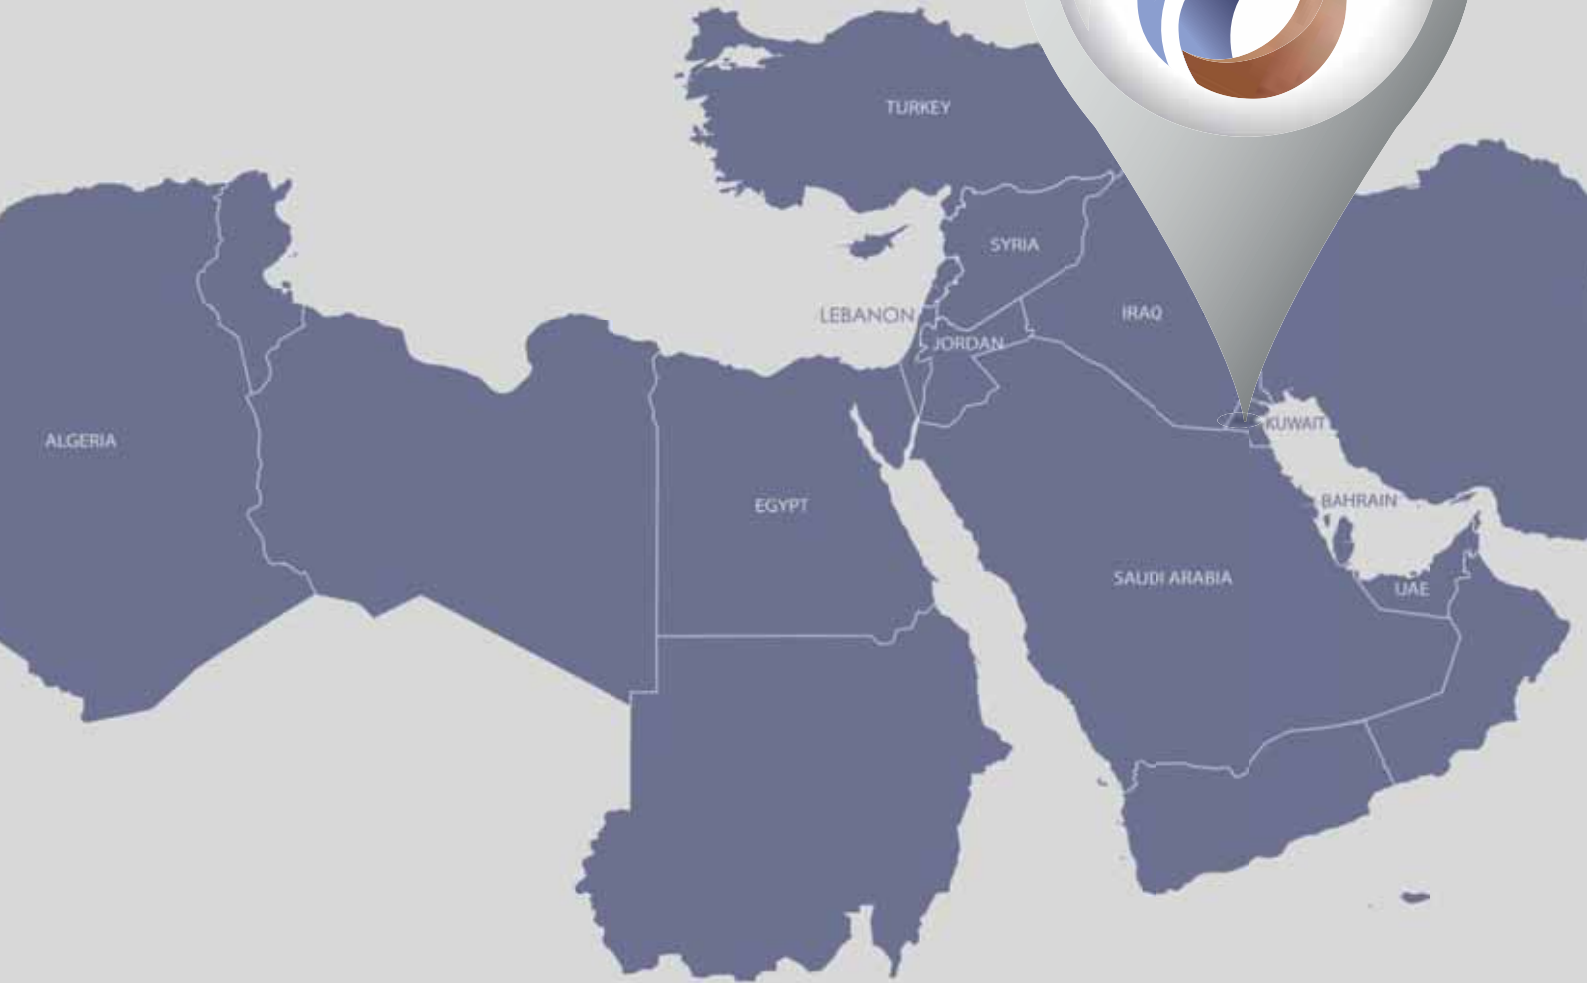 TURKEY
SYRIA
LEBANON
IRAQ
JORDAN
KUWAIT
ALGERIA
BAHRAIN
EGYPT
SAUDI ARABIA
UAE